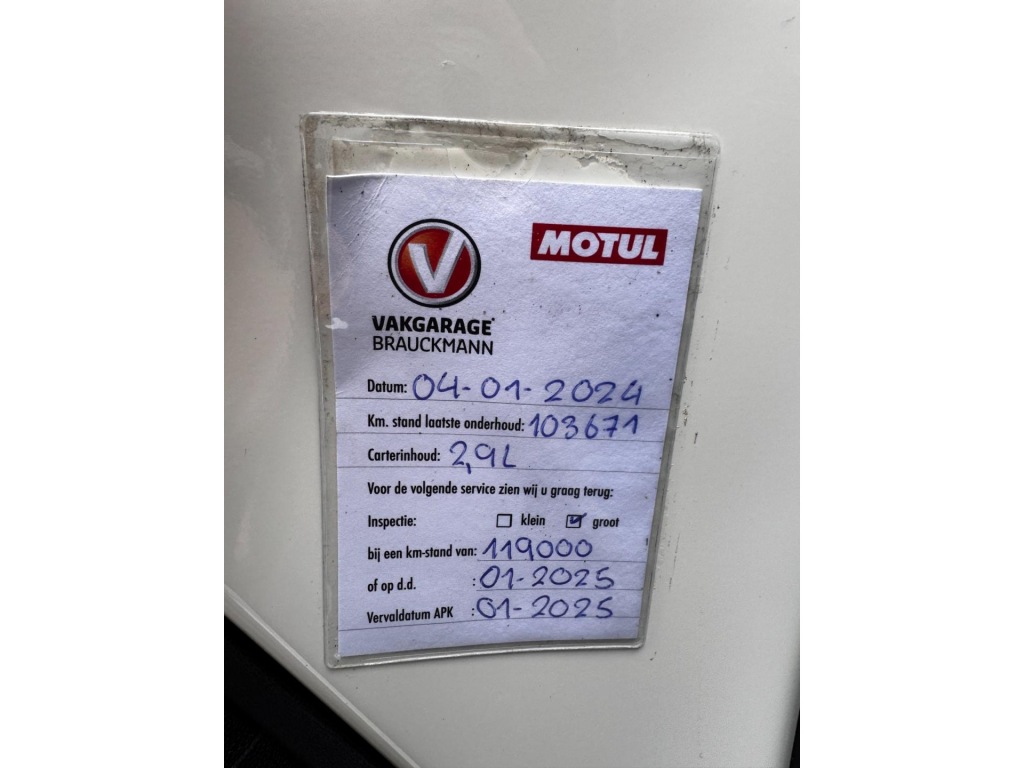 V
MOTUL
VAKGARAGE
BRAUCKMANN
Datum: 04-01-2024
Km. stand laatste onderhoud: 103671
Carterinhoud: 2,9L
Voor de volgende service zien wij u graag terug:
Inspectie: klein groot
bij een km-stand van: 119000
of op d.d. : 01-2025
Vervaldatum APK : 01-2025